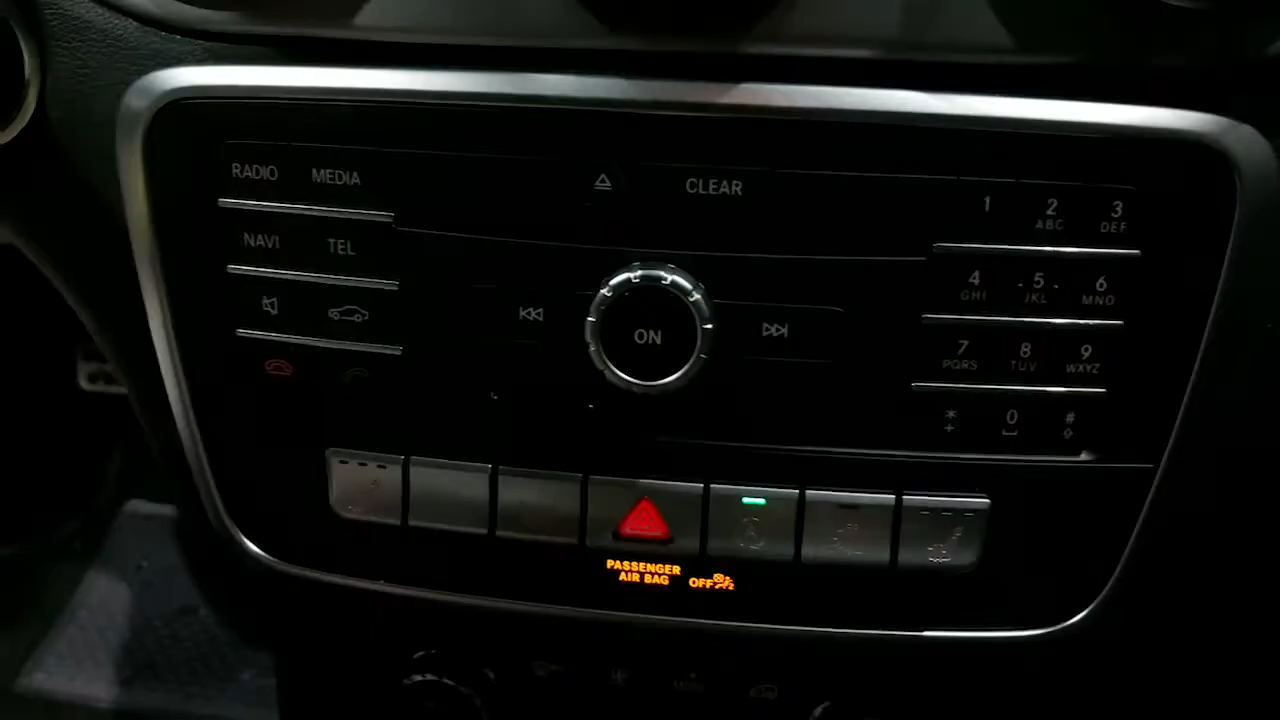 RADIO MEDIA
CLEAR
1 2 3
ABC DEF
NAVI TEL
4 5 6
GHI JKL MNO
ON
7 8 9
PQRS TUV WXYZ
* 0 #
+
PASSENGER
AIR BAG OFF